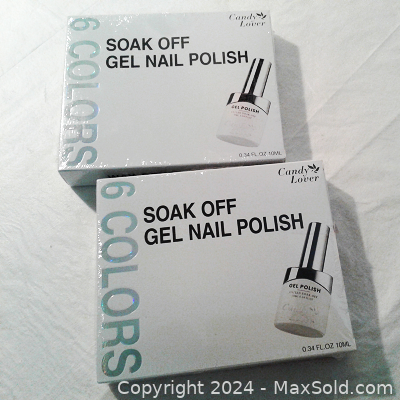 Candy
Lover
6 COLORS
SOAK OFF
GEL NAIL POLISH
GEL POLISH
0.34 FL.OZ 10ML
Candy
Lover
6 COLORS
SOAK OFF
GEL NAIL POLISH
GEL POLISH
0.34 FL.OZ 10ML
Copyright 2024 - MaxSold.com